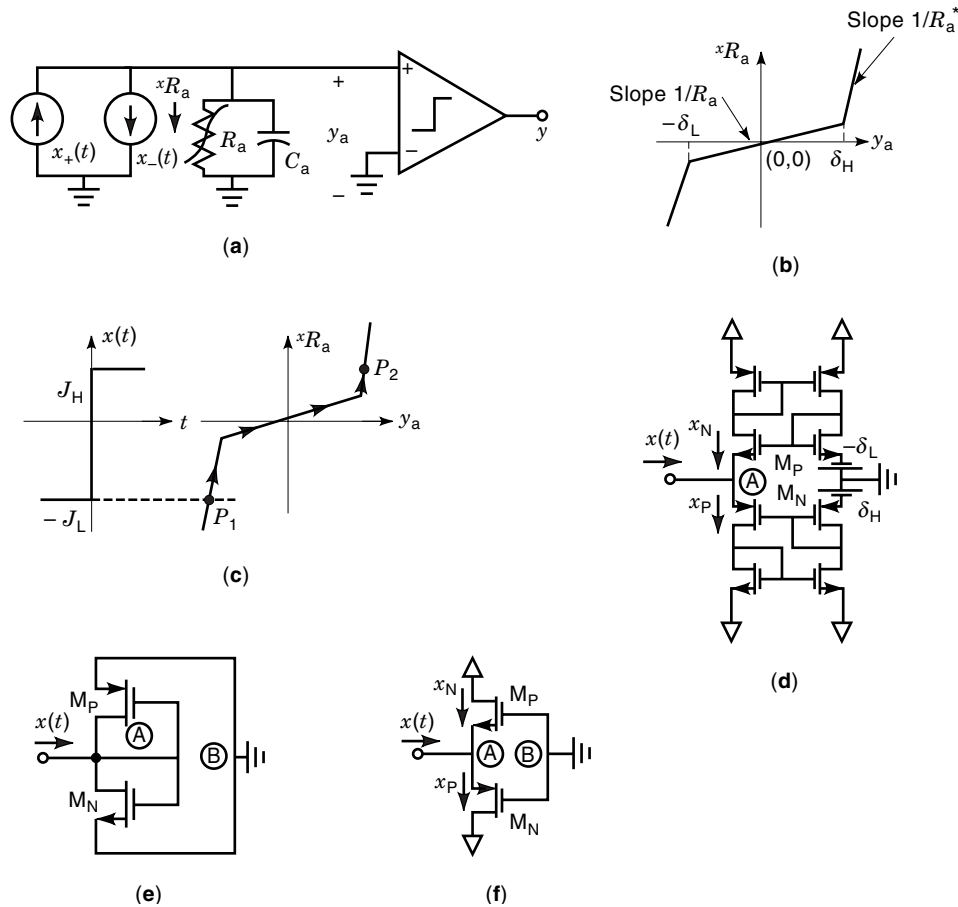 xRa
+
+
x+(t)
x−(t)
Ra
Ca
ya
−
−
y
(a)
Slope 1/Ra*
xRa
Slope 1/Ra
−δL
(0,0)
δH
ya
(b)
x(t)
JH
t
− JL
xRa
P2
ya
P1
(c)
x(t)
xN
A
xP
MP
MN
−δL
δH
(d)
MP
x(t)
A
B
MN
(e)
xN
MP
x(t)
A
B
xP
MN
(f)